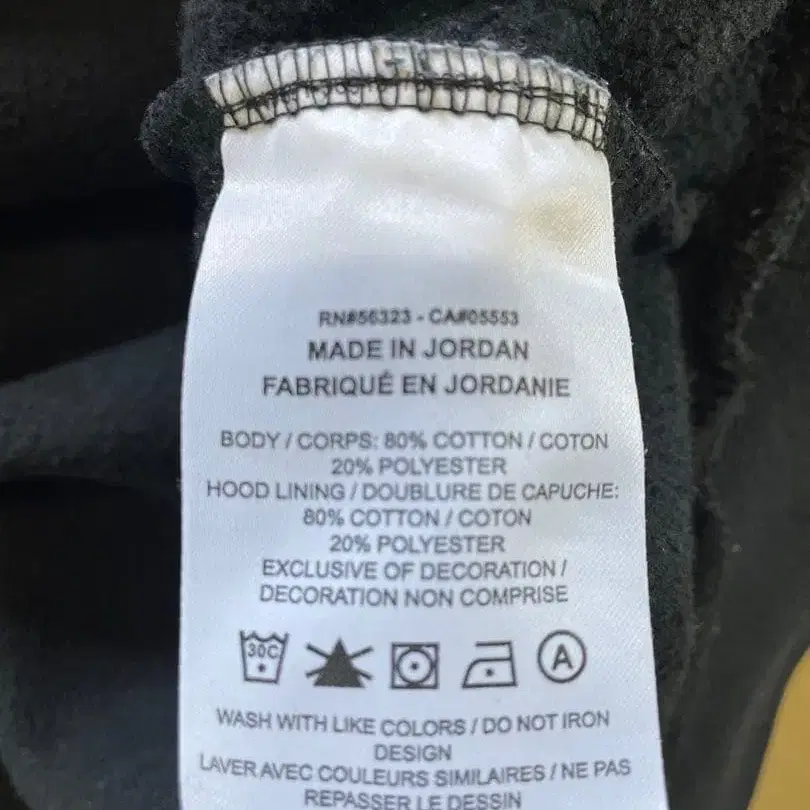 RN#56323 - CA#05553
MADE IN JORDAN
FABRIQUÉ EN JORDANIE
BODY / CORPS: 80% COTTON / COTON
20% POLYESTER
HOOD LINING / DOUBLURE DE CAPUCHE:
80% COTTON / COTON
20% POLYESTER
EXCLUSIVE OF DECORATION /
DECORATION NON COMPRISE
30C A
WASH WITH LIKE COLORS / DO NOT IRON
DESIGN
LAVER AVEC COULEURS SIMILAIRES / NE PAS
REPASSER LE DESSIN